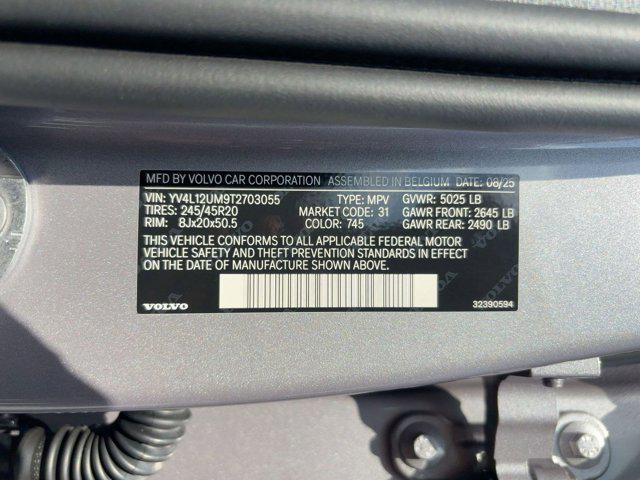 MFD BY VOLVO CAR CORPORATION ASSEMBLED IN BELGIUM DATE: 08/25
VIN: YV4L12UM9T2703055 TYPE: MPV GVWR: 5025 LB
TIRES: 245/45R20 MARKET CODE: 31 GAWR FRONT: 2645 LB
RIM: 8Jx20x50.5 COLOR: 745 GAWR REAR: 2490 LB
THIS VEHICLE CONFORMS TO ALL APPLICABLE FEDERAL MOTOR
VEHICLE SAFETY AND THEFT PREVENTION STANDARDS IN EFFECT
ON THE DATE OF MANUFACTURE SHOWN ABOVE.
VOLVO 32390594